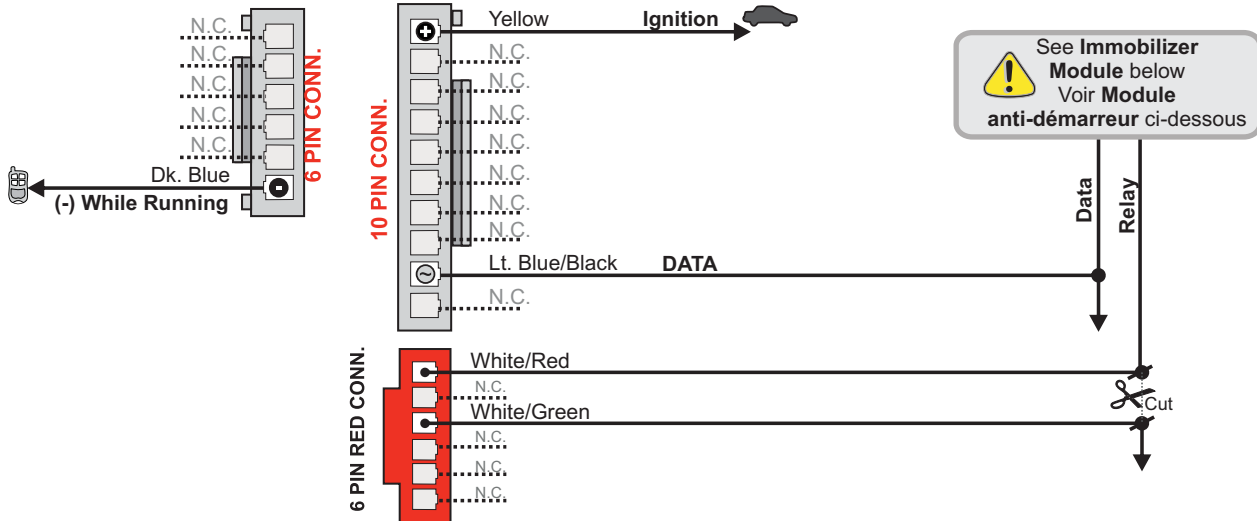 N.C.
N.C.
N.C.
N.C.
N.C.
Dk. Blue
(-) While Running
6 PIN CONN.
10 PIN CONN.
Yellow Ignition
N.C.
N.C.
N.C.
N.C.
N.C.
N.C.
N.C.
Lt. Blue/Black DATA
N.C.
See Immobilizer
Module below
Voir Module
anti-démarreur ci-dessous
Data
Relay
6 PIN RED CONN.
White/Red
N.C.
White/Green
N.C.
N.C.
N.C.
Cut